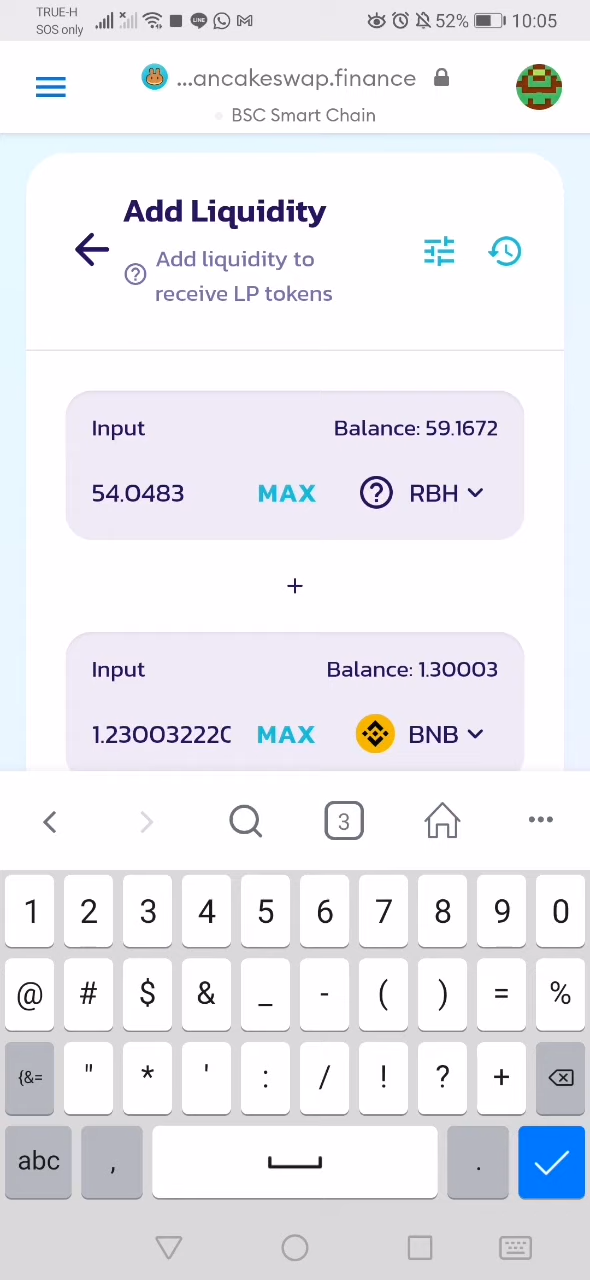 TRUE-H
SOS only
LINE
52%
10:05
...ancakeswap.finance
BSC Smart Chain
Add Liquidity
Add liquidity to
receive LP tokens
Input
Balance: 59.1672
54.0483
MAX
RBH
+
Input
Balance: 1.30003
1.230032220
MAX
BNB
3
1 2 3 4 5 6 7 8 9 0
@ # $ & _ - ( ) = %
{&= " * ' : / ! ? +
abc , .